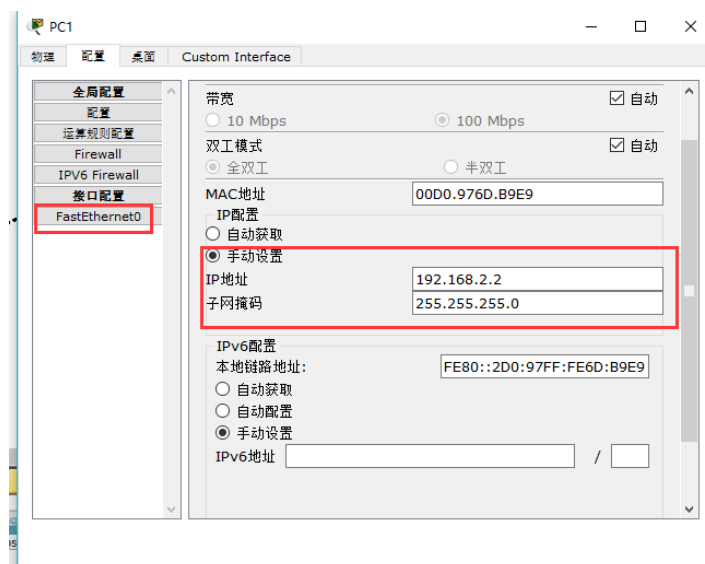 PC1
物理 配置 桌面 Custom Interface
全局配置
配置
运算规则配置
Firewall
IPV6 Firewall
接口配置
FastEthernet0
带宽 自动
10 Mbps 100 Mbps
双工模式 自动
全双工 半双工
MAC地址 00D0.976D.B9E9
IP配置
自动获取
手动设置
IP地址 192.168.2.2
子网掩码 255.255.255.0
IPv6配置
本地链路地址: FE80::2D0:97FF:FE6D:B9E9
自动获取
自动配置
手动设置
IPv6地址 /